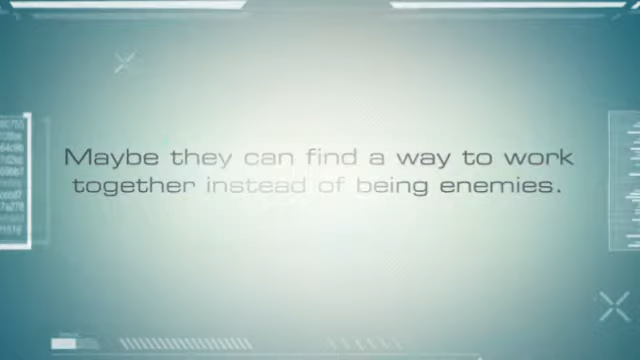 Maybe they can find a way to work
together instead of being enemies.